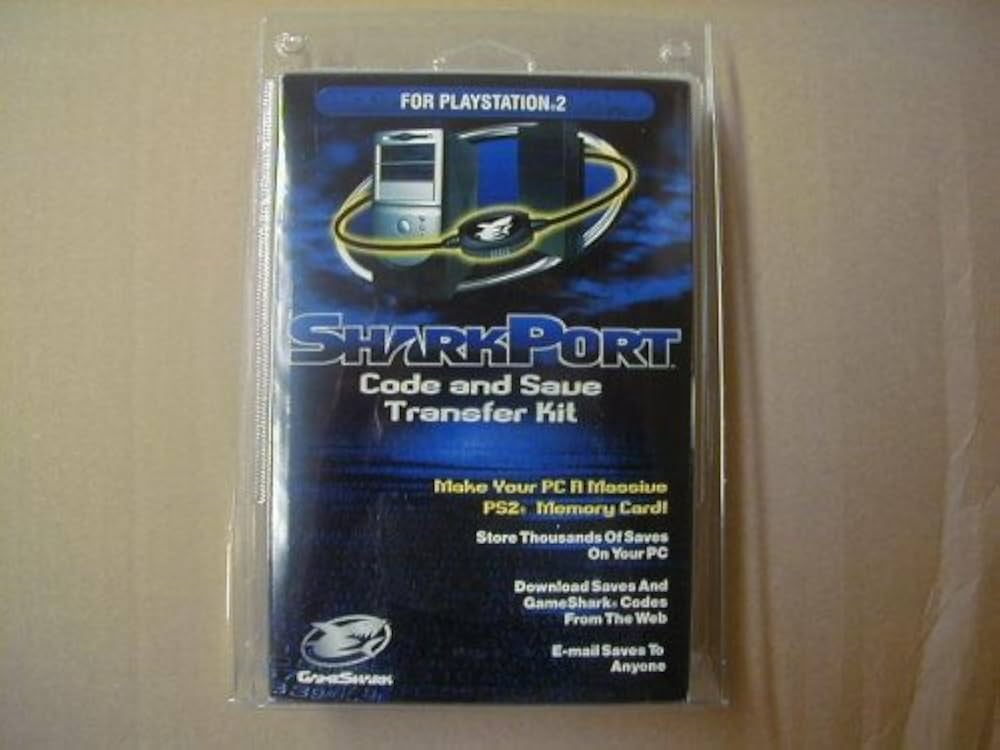 FOR PLAYSTATION®2
SHARKPORT™
Code and Save
Transfer Kit
Make Your PC A Massive
PS2® Memory Card!
Store Thousands Of Saves
On Your PC
Download Saves And
GameShark® Codes
From The Web
E-mail Saves To
Anyone
GAMESHARK